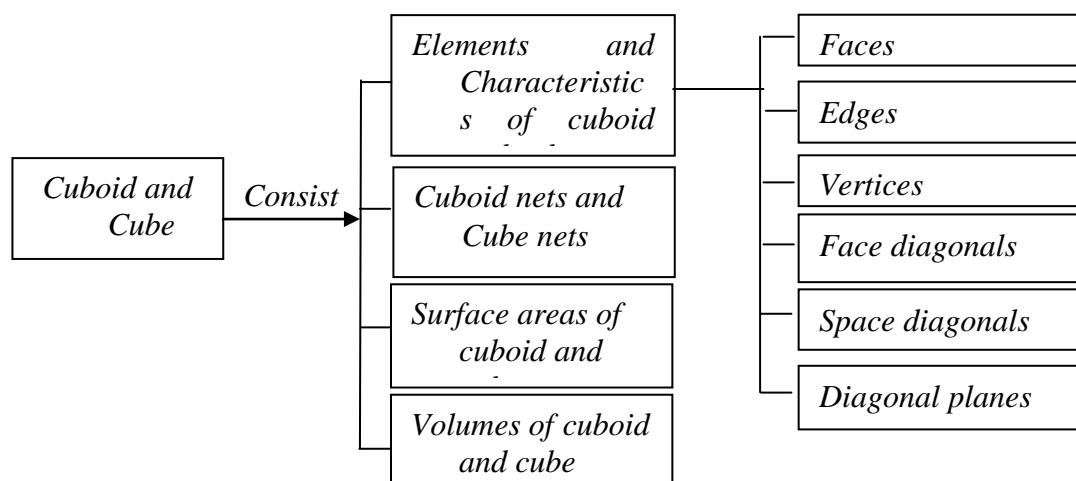 Cuboid and
Cube
Consist
Elements and
Characteristic
s of cuboid
Cuboid nets and
Cube nets
Surface areas of
cuboid and
Volumes of cuboid
and cube
Faces
Edges
Vertices
Face diagonals
Space diagonals
Diagonal planes